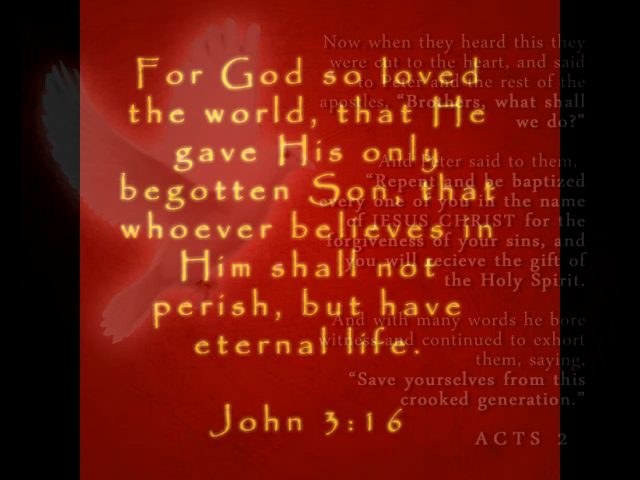 For God so loved
the world, that He
gave His only
begotten Son, that
whoever believes in
Him shall not
perish, but have
eternal life.
John 3:16
Now when they heard this they
were cut to the heart, and said
to Peter and the rest of the
apostles, “Brothers, what shall
we do?”
And Peter said to them,
“Repent and be baptized
every one of you in the name
of JESUS CHRIST for the
forgiveness of your sins, and
you will recieve the gift of
the Holy Spirit.
And with many words he bore
witness and continued to exhort
them, saying,
“Save yourselves from this
crooked generation.”
ACTS 2